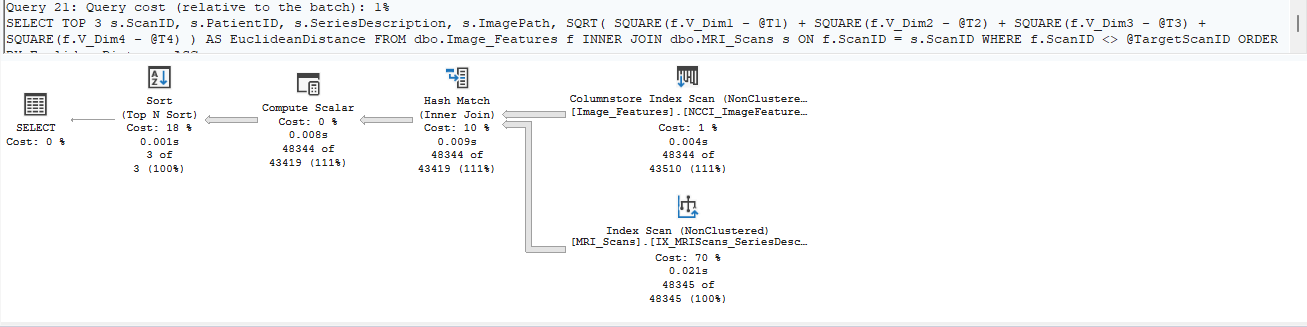 Query 21: Query cost (relative to the batch): 1%
SELECT TOP 3 s.ScanID, s.PatientID, s.SeriesDescription, s.ImagePath, SQRT( SQUARE(f.V_Dim1 - @T1) + SQUARE(f.V_Dim2 - @T2) + SQUARE(f.V_Dim3 - @T3) +
SQUARE(f.V_Dim4 - @T4) ) AS EuclideanDistance FROM dbo.Image_Features f INNER JOIN dbo.MRI_Scans s ON f.ScanID = s.ScanID WHERE f.ScanID <> @TargetScanID ORDER
SELECT
Cost: 0 %
Sort
(Top N Sort)
Cost: 18 %
0.001s
3 of
3 (100%)
Compute Scalar
Cost: 0 %
0.008s
48344 of
43419 (111%)
Hash Match
(Inner Join)
Cost: 10 %
0.009s
48344 of
43419 (111%)
Columnstore Index Scan (NonClustere…
[Image_Features].[NCCI_ImageFeature…
Cost: 1 %
0.004s
48344 of
43510 (111%)
Index Scan (NonClustered)
[MRI_Scans].[IX_MRIScans_SeriesDesc…
Cost: 70 %
0.021s
48345 of
48345 (100%)